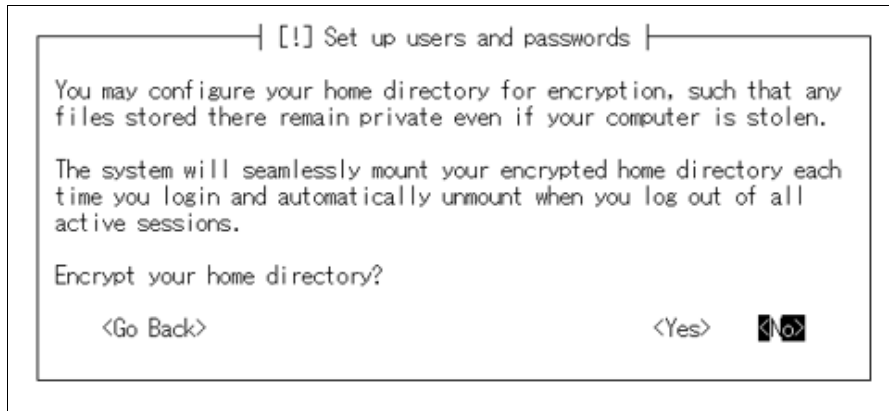 [!] Set up users and passwords
You may configure your home directory for encryption, such that any
files stored there remain private even if your computer is stolen.
The system will seamlessly mount your encrypted home directory each
time you login and automatically unmount when you log out of all
active sessions.
Encrypt your home directory?
<Go Back> <Yes> <No>